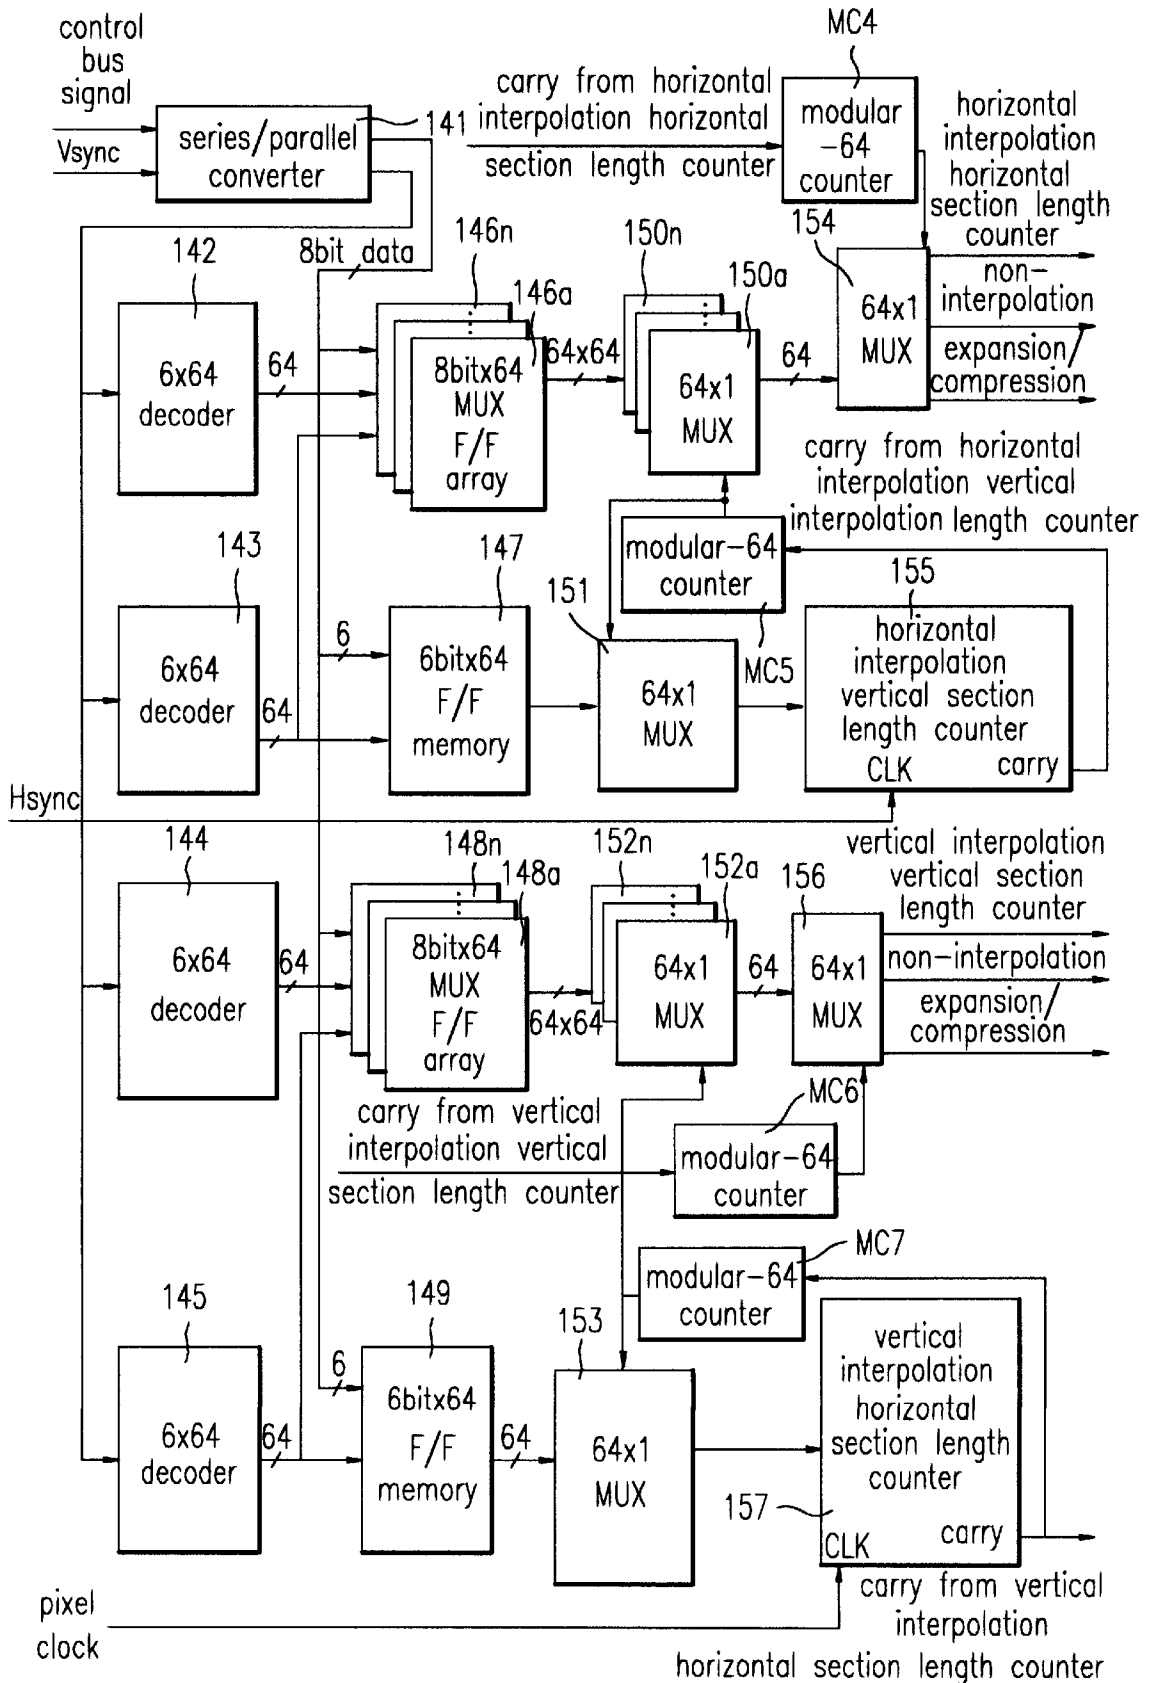 control
bus
signal
Vsync
series/parallel
converter
141
carry from horizontal
interpolation horizontal
section length counter
MC4
modular
-64
counter
horizontal
interpolation
horizontal
section length
counter
non-
interpolation
expansion/
compression
142
8bit data
146n
146a
150n
150a
154
6x64
decoder
64
8bitx64
MUX
F/F
array
64x64
64x1
MUX
64
64x1
MUX
carry from horizontal
interpolation vertical
interpolation length counter
143
147
151
modular-64
counter
MC5
155
6x64
decoder
64
6
6bitx64
F/F
memory
64x1
MUX
horizontal
interpolation
vertical section
length counter
CLK
carry
Hsync
144
148n
148a
152n
152a
156
vertical interpolation
vertical section
length counter
non-interpolation
expansion/
compression
6x64
decoder
64
8bitx64
MUX
F/F
array
64x64
64x1
MUX
64
64x1
MUX
carry from vertical
interpolation vertical
section length counter
MC6
modular-64
counter
MC7
modular-64
counter
145
149
153
6x64
decoder
64
6
6bitx64
F/F
memory
64
64x1
MUX
vertical
interpolation
horizontal
section length
counter
157
CLK
carry
pixel
clock
carry from vertical
interpolation
horizontal section length counter